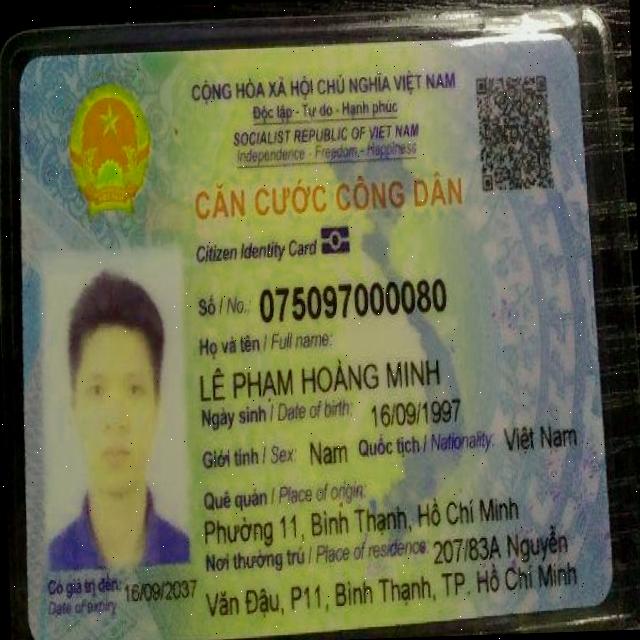 CỘNG HÒA XÃ HỘI CHỦ NGHĨA VIỆT NAM
Độc lập - Tự do - Hạnh phúc
SOCIALIST REPUBLIC OF VIET NAM
Independence - Freedom - Happiness
CĂN CƯỚC CÔNG DÂN
Citizen Identity Card
Số / No.: 075097000080
Họ và tên / Full name:
LÊ PHẠM HOÀNG MINH
Ngày sinh / Date of birth: 16/09/1997
Giới tính / Sex: Nam Quốc tịch / Nationality: Việt Nam
Quê quán / Place of origin:
Phường 11, Bình Thạnh, Hồ Chí Minh
Nơi thường trú / Place of residence: 207/83A Nguyễn
Văn Đậu, P11, Bình Thạnh, TP. Hồ Chí Minh
Có giá trị đến: 16/09/2037
Date of expiry